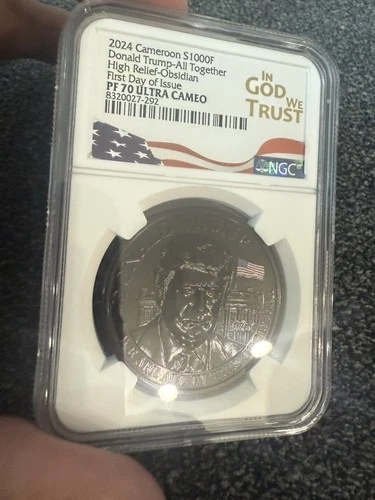 2024 Cameroon S1000F
Donald Trump-All Together
High Relief-Obsidian
First Day of Issue
PF 70 ULTRA CAMEO
8320027-292
IN
GOD WE
TRUST
NGC